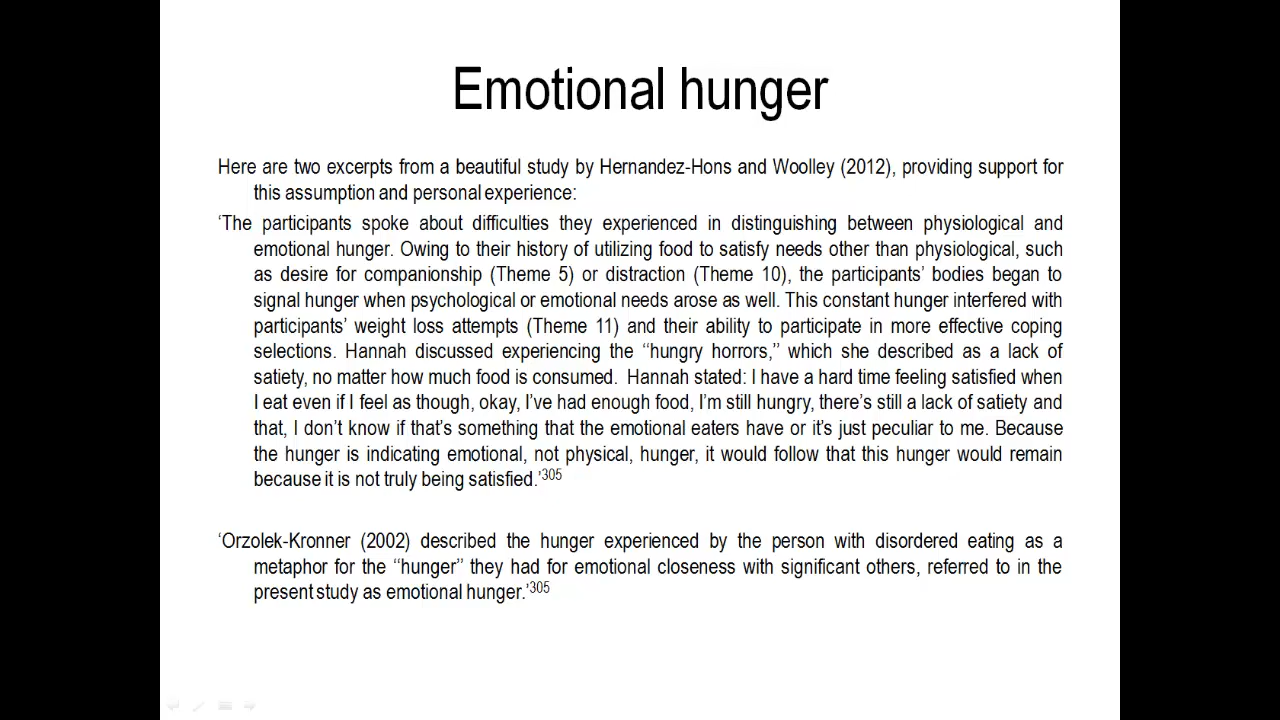 Emotional hunger
Here are two excerpts from a beautiful study by Hernandez-Hons and Woolley (2012), providing support for
this assumption and personal experience:
‘The participants spoke about difficulties they experienced in distinguishing between physiological and
emotional hunger. Owing to their history of utilizing food to satisfy needs other than physiological, such
as desire for companionship (Theme 5) or distraction (Theme 10), the participants’ bodies began to
signal hunger when psychological or emotional needs arose as well. This constant hunger interfered with
participants’ weight loss attempts (Theme 11) and their ability to participate in more effective coping
selections. Hannah discussed experiencing the ‘‘hungry horrors,’’ which she described as a lack of
satiety, no matter how much food is consumed. Hannah stated: I have a hard time feeling satisfied when
I eat even if I feel as though, okay, I’ve had enough food, I’m still hungry, there’s still a lack of satiety and
that, I don’t know if that’s something that the emotional eaters have or it’s just peculiar to me. Because
the hunger is indicating emotional, not physical, hunger, it would follow that this hunger would remain
because it is not truly being satisfied.’305
‘Orzolek-Kronner (2002) described the hunger experienced by the person with disordered eating as a
metaphor for the ‘‘hunger’’ they had for emotional closeness with significant others, referred to in the
present study as emotional hunger.’305